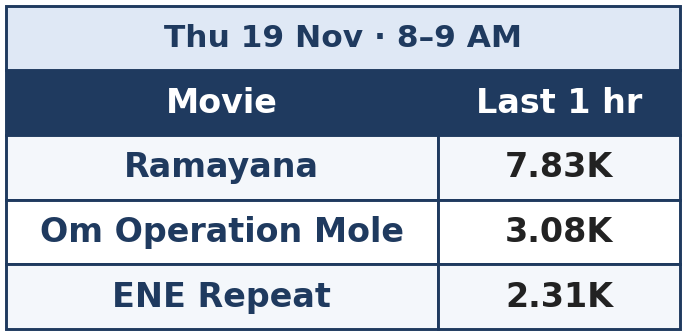 Thu 19 Nov · 8–9 AM
Movie Last 1 hr
Ramayana 7.83K
Om Operation Mole 3.08K
ENE Repeat 2.31K